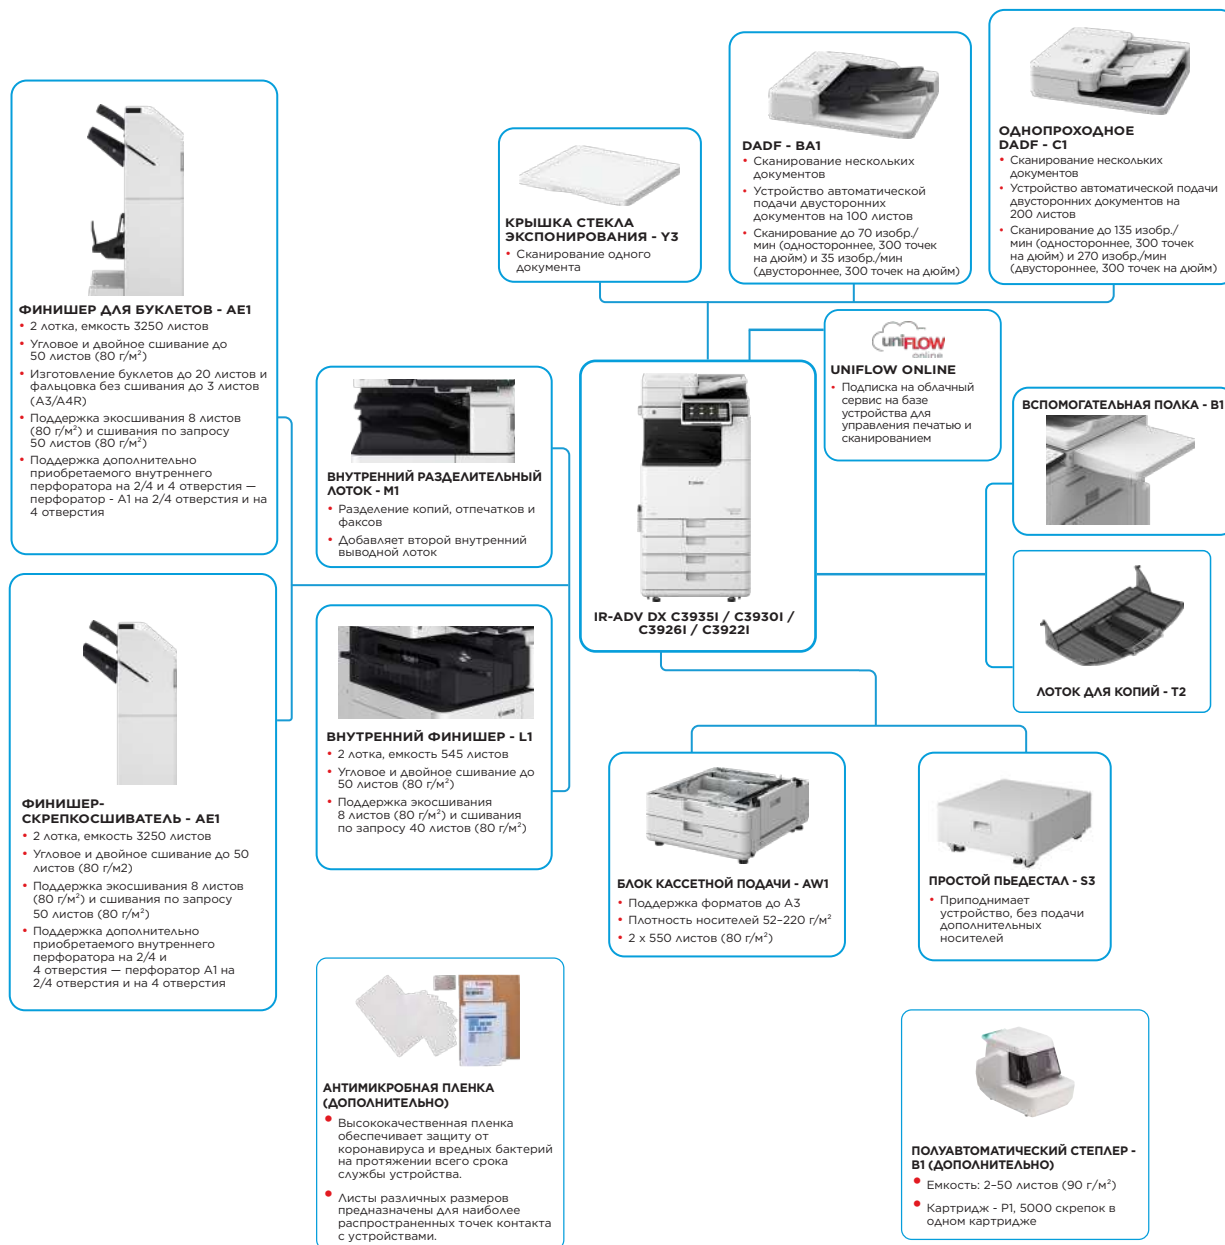 ФИНИШЕР ДЛЯ БУКЛЕТОВ - AE1
• 2 лотка, емкость 3250 листов
• Угловое и двойное сшивание до
50 листов (80 г/м²)
• Изготовление буклетов до 20 листов и
фальцовка без сшивания до 3 листов
(A3/A4R)
• Поддержка экосшивания 8 листов
(80 г/м²) и сшивания по запросу
50 листов (80 г/м²)
• Поддержка дополнительно
приобретаемого внутреннего
перфоратора на 2/4 и 4 отверстия —
перфоратор - A1 на 2/4 отверстия и на
4 отверстия
ФИНИШЕР-
СКРЕПКОСШИВАТЕЛЬ - AE1
• 2 лотка, емкость 3250 листов
• Угловое и двойное сшивание до 50
листов (80 г/м2)
• Поддержка экосшивания 8 листов
(80 г/м²) и сшивания по запросу
50 листов (80 г/м²)
• Поддержка дополнительно
приобретаемого внутреннего
перфоратора на 2/4 и
4 отверстия — перфоратор A1 на
2/4 отверстия и на 4 отверстия
ВНУТРЕННИЙ РАЗДЕЛИТЕЛЬНЫЙ
ЛОТОК - M1
• Разделение копий, отпечатков и
факсов
• Добавляет второй внутренний
выводной лоток
Canon
ВНУТРЕННИЙ ФИНИШЕР - L1
• 2 лотка, емкость 545 листов
• Угловое и двойное сшивание до
50 листов (80 г/м²)
• Поддержка экосшивания
8 листов (80 г/м²) и сшивания
по запросу 40 листов (80 г/м²)
КРЫШКА СТЕКЛА
ЭКСПОНИРОВАНИЯ - Y3
• Сканирование одного
документа
DADF - BA1
• Сканирование нескольких
документов
• Устройство автоматической
подачи двусторонних
документов на 100 листов
• Сканирование до 70 изобр./
мин (одностороннее, 300 точек
на дюйм) и 35 изобр./мин
(двустороннее, 300 точек на дюйм)
ОДНОПРОХОДНОЕ
DADF - C1
• Сканирование нескольких
документов
• Устройство автоматической подачи
двусторонних документов на
200 листов
• Сканирование до 135 изобр./
мин (одностороннее, 300 точек
на дюйм) и 270 изобр./мин
(двустороннее, 300 точек на дюйм)
uniFLOW
online
UNIFLOW ONLINE
• Подписка на облачный
сервис на базе
устройства для
управления печатью и
сканированием
Canon
IR-ADV DX C3935I / C3930I /
C3926I / C3922I
ВСПОМОГАТЕЛЬНАЯ ПОЛКА - B1
ЛОТОК ДЛЯ КОПИЙ - T2
БЛОК КАССЕТНОЙ ПОДАЧИ - AW1
• Поддержка форматов до A3
• Плотность носителей 52–220 г/м²
• 2 x 550 листов (80 г/м²)
ПРОСТОЙ ПЬЕДЕСТАЛ - S3
• Приподнимает
устройство, без подачи
дополнительных
носителей
АНТИМИКРОБНАЯ ПЛЕНКА
(ДОПОЛНИТЕЛЬНО)
• Высококачественная пленка
обеспечивает защиту от
коронавируса и вредных бактерий
на протяжении всего срока
службы устройства.
• Листы различных размеров
предназначены для наиболее
распространенных точек контакта
с устройствами.
ПОЛУАВТОМАТИЧЕСКИЙ СТЕПЛЕР -
B1 (ДОПОЛНИТЕЛЬНО)
• Емкость: 2–50 листов (90 г/м²)
• Картридж - P1, 5000 скрепок в
одном картридже